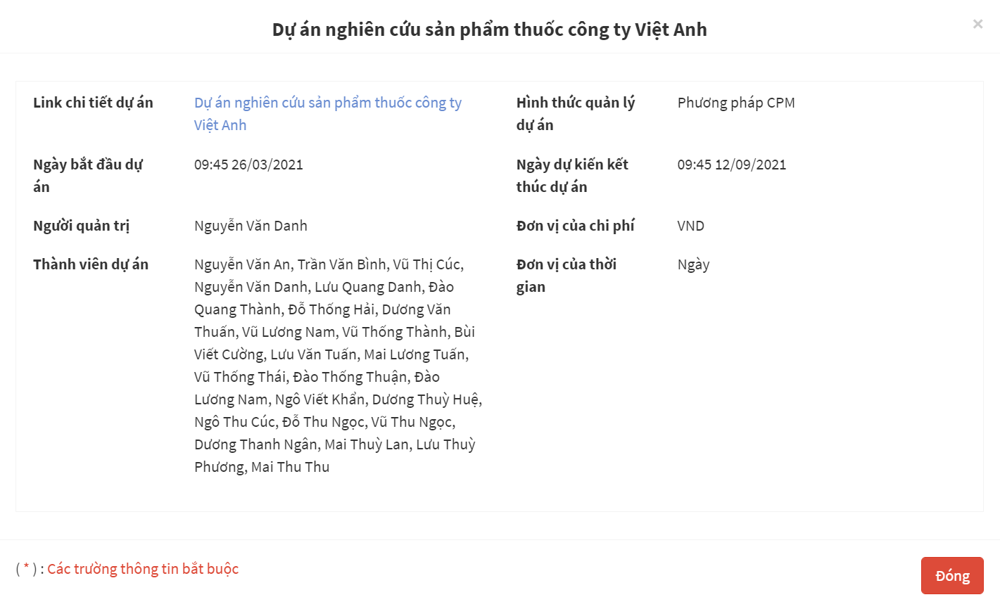 Dự án nghiên cứu sản phẩm thuốc công ty Việt Anh
×
Link chi tiết dự án
Dự án nghiên cứu sản phẩm thuốc công ty
Việt Anh
Hình thức quản lý
dự án
Phương pháp CPM
Ngày bắt đầu dự
án
09:45 26/03/2021
Ngày dự kiến kết
thúc dự án
09:45 12/09/2021
Người quản trị
Nguyễn Văn Danh
Đơn vị của chi phí
VND
Thành viên dự án
Nguyễn Văn An, Trần Văn Bình, Vũ Thị Cúc,
Nguyễn Văn Danh, Lưu Quang Danh, Đào
Quang Thành, Đỗ Thống Hải, Dương Văn
Thuấn, Vũ Lương Nam, Vũ Thống Thành, Bùi
Viết Cường, Lưu Văn Tuấn, Mai Lương Tuấn,
Vũ Thống Thái, Đào Thống Thuận, Đào
Lương Nam, Ngô Viết Khẩn, Dương Thuỳ Huệ,
Ngô Thu Cúc, Đỗ Thu Ngọc, Vũ Thu Ngọc,
Dương Thanh Ngân, Mai Thuỳ Lan, Lưu Thuỳ
Phương, Mai Thu Thu
Đơn vị của thời
gian
Ngày
( * ) : Các trường thông tin bắt buộc
Đóng